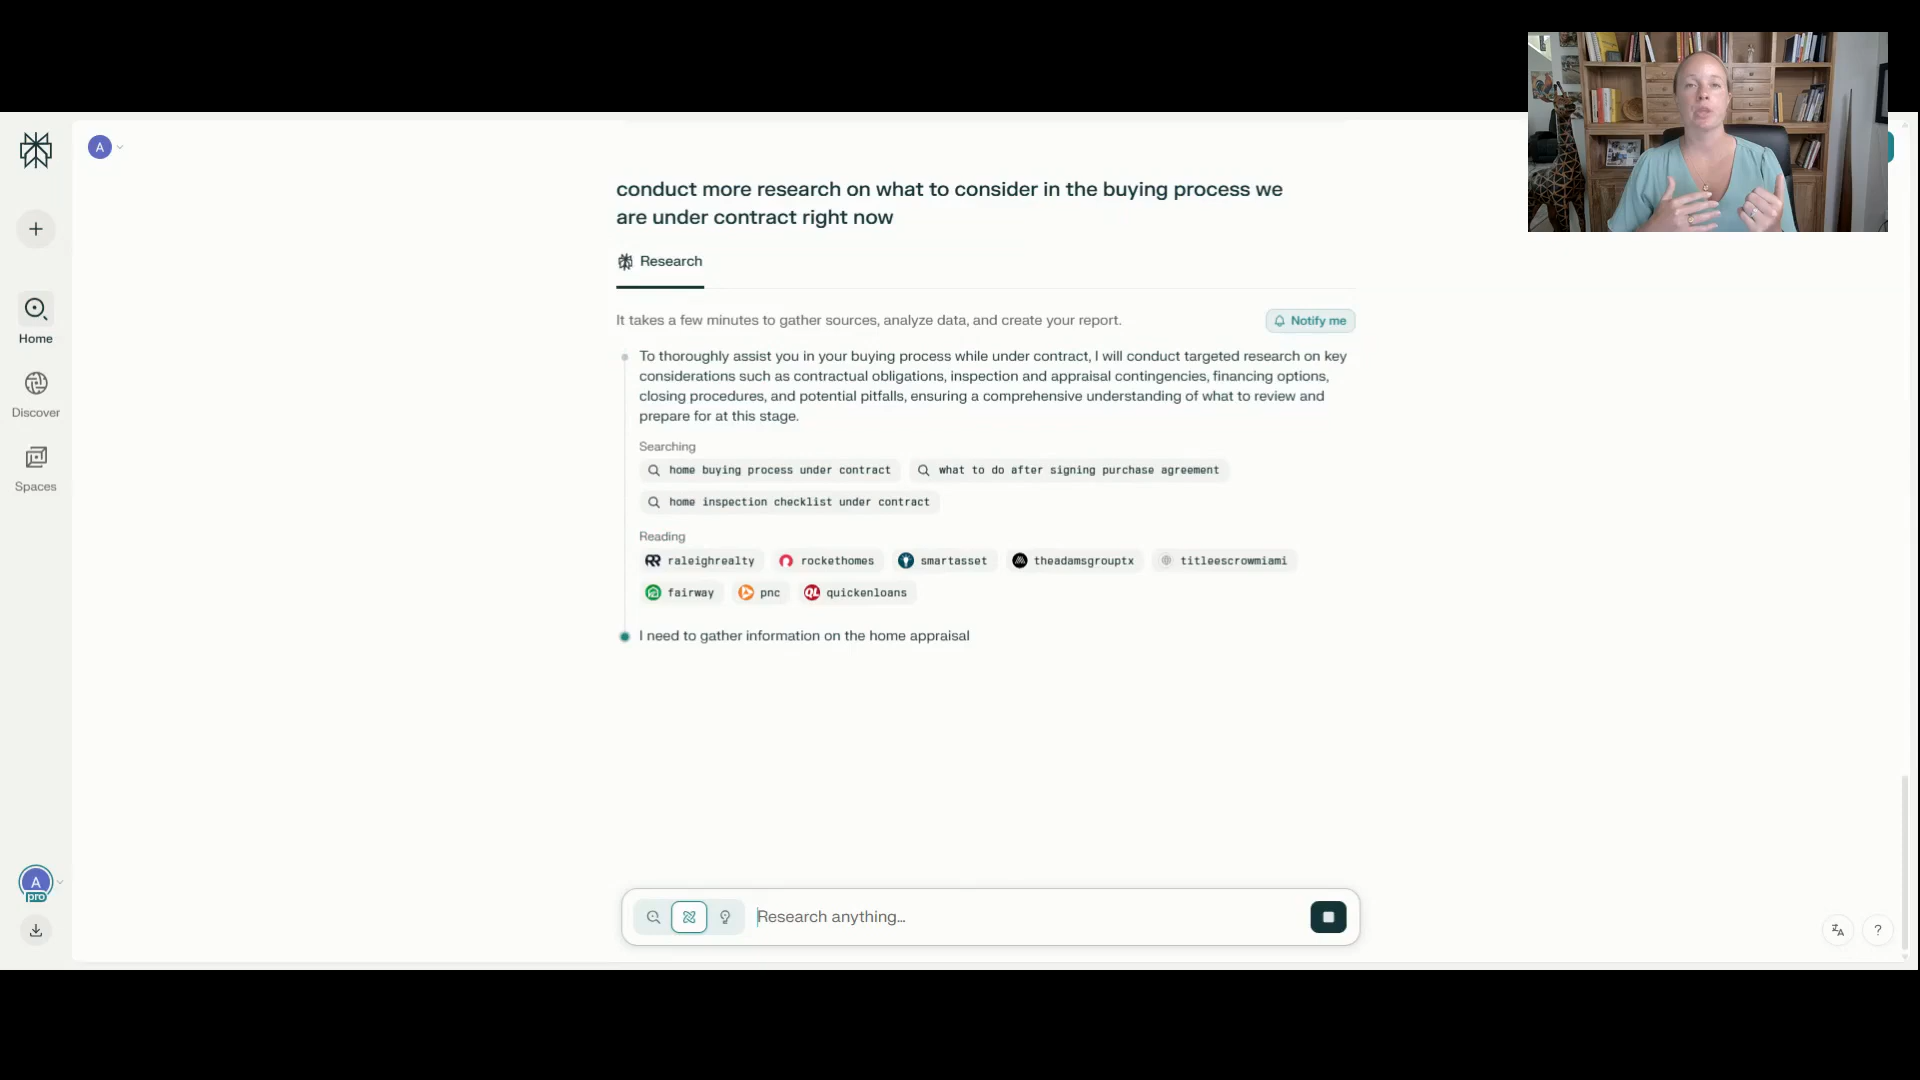 A
conduct more research on what to consider in the buying process we
are under contract right now
Research
It takes a few minutes to gather sources, analyze data, and create your report.
Notify me
To thoroughly assist you in your buying process while under contract, I will conduct targeted research on key
considerations such as contractual obligations, inspection and appraisal contingencies, financing options,
closing procedures, and potential pitfalls, ensuring a comprehensive understanding of what to review and
prepare for at this stage.
Searching
home buying process under contract
what to do after signing purchase agreement
home inspection checklist under contract
Reading
raleighrealty
rockethomes
smartasset
theadamsgrouptx
titleescrowmiami
fairway
pnc
QL quickenloans
I need to gather information on the home appraisal
Home
Discover
Spaces
A
pro
Research anything...
?